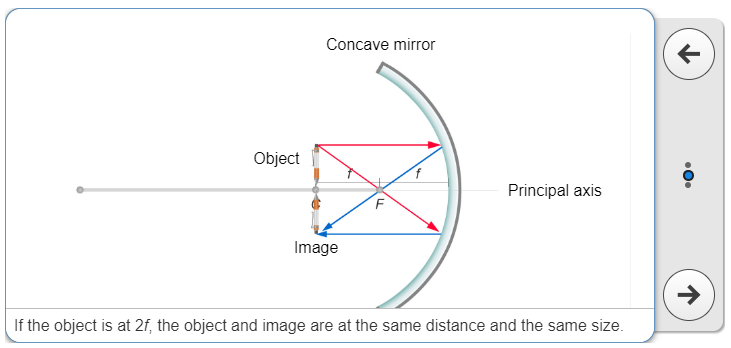 Concave mirror
Object
f
f
Principal axis
C
F
Image
If the object is at 2f, the object and image are at the same distance and the same size.